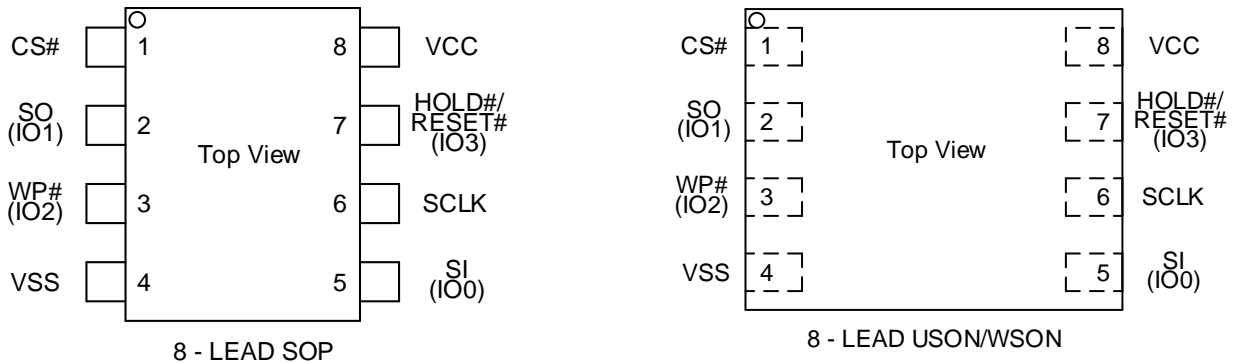 CS#
1
8
VCC
SO
(IO1)
2
7
HOLD#/
RESET#
(IO3)
Top View
WP#
(IO2)
3
6
SCLK
VSS
4
5
SI
(IO0)
8 - LEAD SOP
CS#
1
8
VCC
SO
(IO1)
2
7
HOLD#/
RESET#
(IO3)
Top View
WP#
(IO2)
3
6
SCLK
VSS
4
5
SI
(IO0)
8 - LEAD USON/WSON